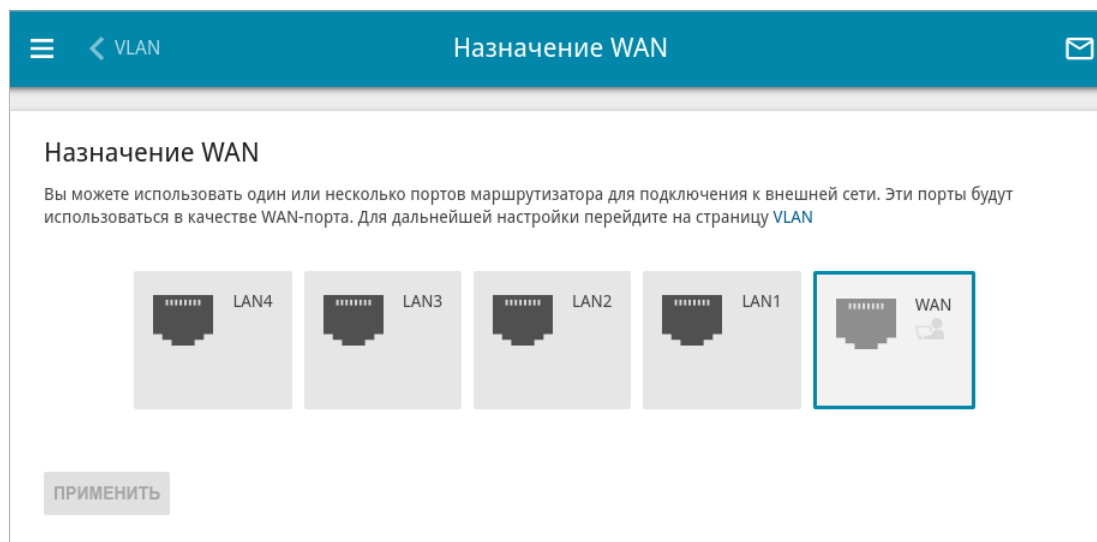 VLAN
Назначение WAN
Назначение WAN
Вы можете использовать один или несколько портов маршрутизатора для подключения к внешней сети. Эти порты будут
использоваться в качестве WAN-порта. Для дальнейшей настройки перейдите на страницу VLAN
LAN4
LAN3
LAN2
LAN1
WAN
ПРИМЕНИТЬ